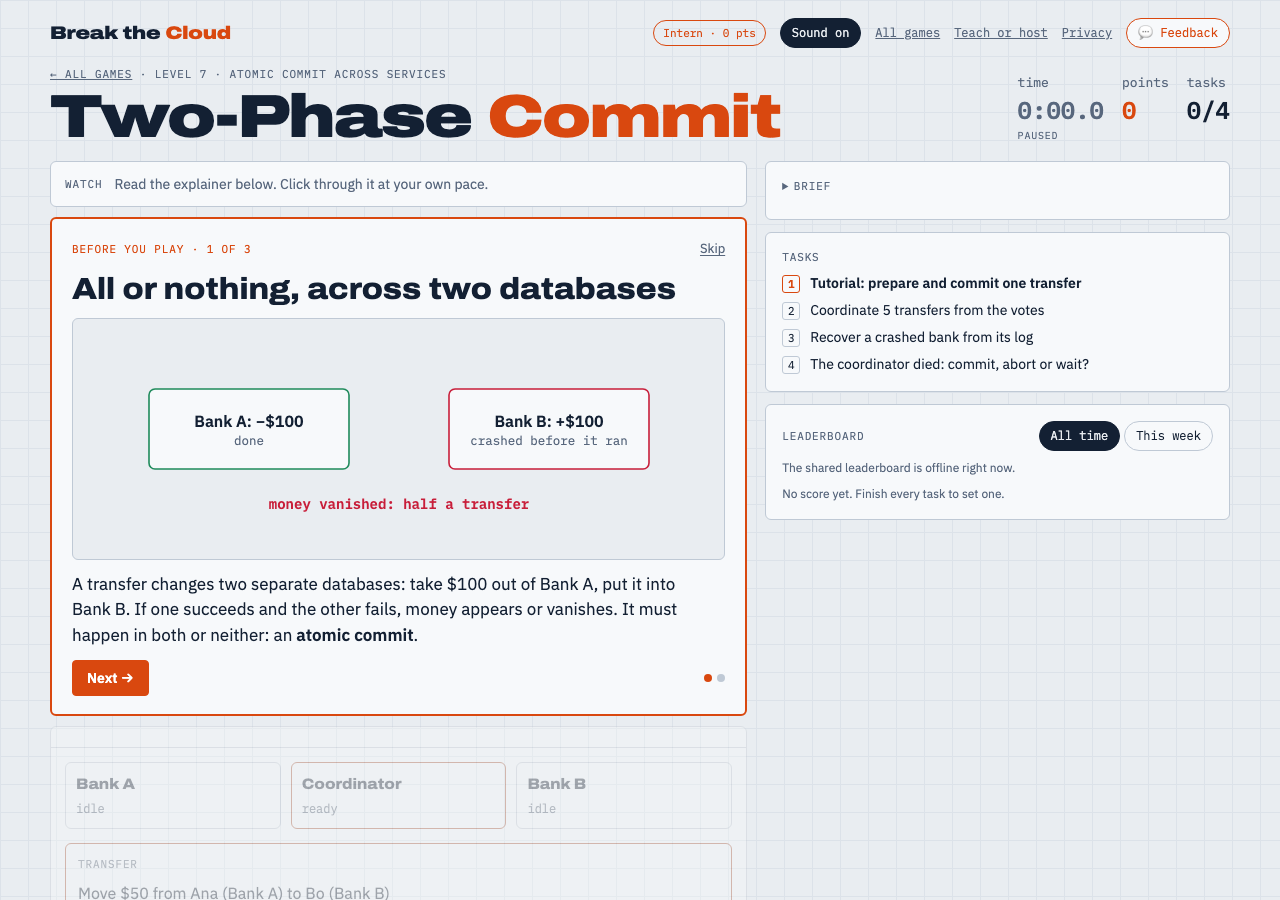 Break the Cloud
Intern · 0 pts
Sound on
All games
Teach or host
Privacy
💬 Feedback
← ALL GAMES · LEVEL 7 · ATOMIC COMMIT ACROSS SERVICES
Two-Phase Commit
time
points
tasks
0:00.0
0
0/4
PAUSED
WATCH Read the explainer below. Click through it at your own pace.
BEFORE YOU PLAY · 1 OF 3
Skip
All or nothing, across two databases
Bank A: −$100
done
Bank B: +$100
crashed before it ran
money vanished: half a transfer
A transfer changes two separate databases: take $100 out of Bank A, put it into
Bank B. If one succeeds and the other fails, money appears or vanishes. It must
happen in both or neither: an atomic commit.
Next →
Bank A
idle
Coordinator
ready
Bank B
idle
TRANSFER
Move $50 from Ana (Bank A) to Bo (Bank B)
▶ BRIEF
TASKS
1 Tutorial: prepare and commit one transfer
2 Coordinate 5 transfers from the votes
3 Recover a crashed bank from its log
4 The coordinator died: commit, abort or wait?
LEADERBOARD
All time
This week
The shared leaderboard is offline right now.
No score yet. Finish every task to set one.